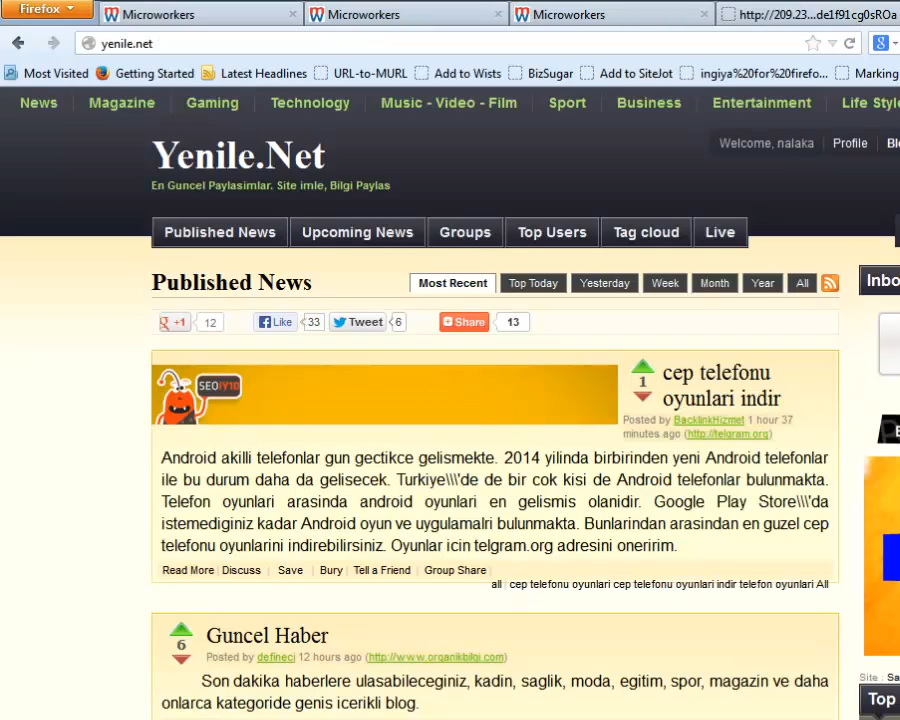 Firefox
Microworkers
Microworkers
Microworkers
http://209.23...de1f91cg0sROa
yenile.net
Most Visited
Getting Started
Latest Headlines
URL-to-MURL
Add to Wists
BizSugar
Add to SiteJot
ingiya%20for%20firefo...
Marking
News
Magazine
Gaming
Technology
Music - Video - Film
Sport
Business
Entertainment
Life Style
Welcome, nalaka
Profile
Yenile.Net
En Guncel Paylasimlar. Site imle, Bilgi Paylas
Published News
Upcoming News
Groups
Top Users
Tag cloud
Live
Published News
Most Recent
Top Today
Yesterday
Week
Month
Year
All
Inbo
+1 12
Like 33
Tweet 6
Share 13
SEOIY10
1
cep telefonu
oyunlari indir
Posted by BacklinkHizmet 1 hour 37
minutes ago (http://telgram.org)
Android akilli telefonlar gun gectikce gelismekte. 2014 yilinda birbirinden yeni Android telefonlar
ile bu durum daha da gelisecek. Turkiye\\\'de de bir cok kisi de Android telefonlar bulunmakta.
Telefon oyunlari arasinda android oyunlari en gelismis olanidir. Google Play Store\\\'da
istemediginiz kadar Android oyun ve uygulamalri bulunmakta. Bunlarindan arasindan en guzel cep
telefonu oyunlarini indirebilirsiniz. Oyunlar icin telgram.org adresini oneririm.
Read More | Discuss | Save | Bury | Tell a Friend | Group Share |
all | cep telefonu oyunlari cep telefonu oyunlari indir telefon oyunlari All
6
Guncel Haber
Posted by defineci 12 hours ago (http://www.organikbilgi.com)
Son dakika haberlere ulasabileceginiz, kadin, saglik, moda, egitim, spor, magazin ve daha
onlarca kategoride genis icerikli blog.
Site : Sa
Top